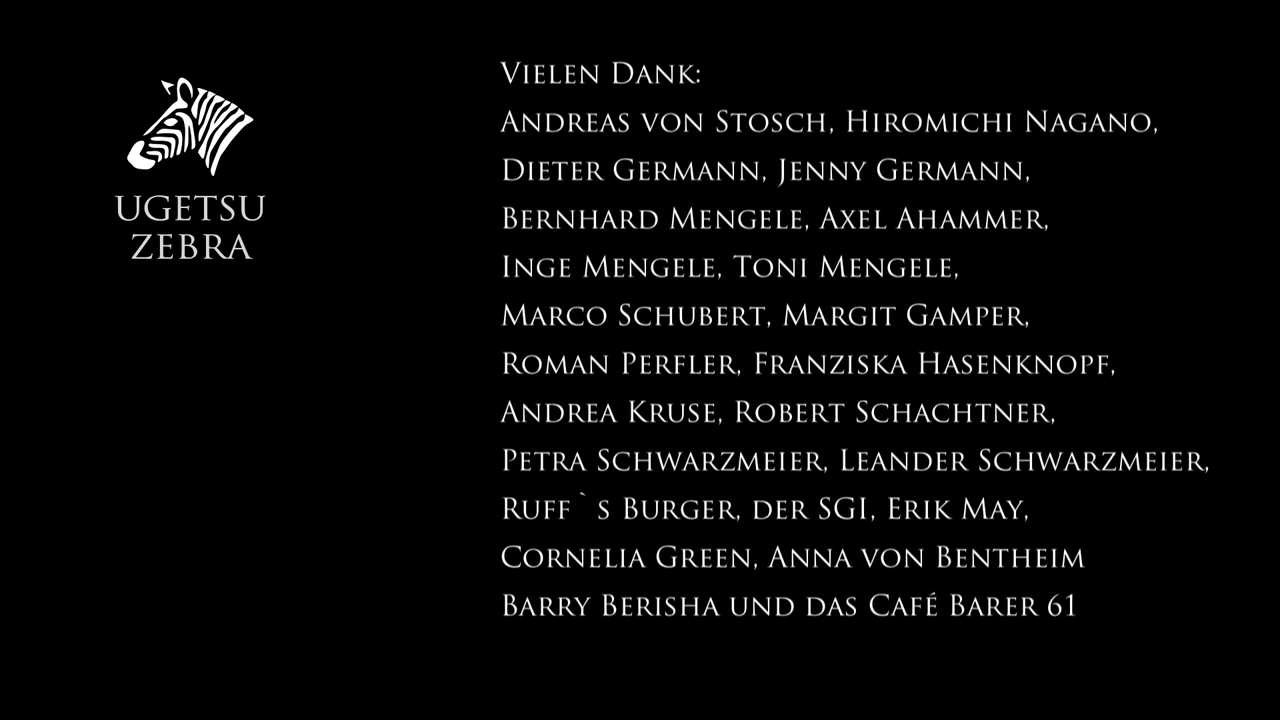 UGETSU
ZEBRA
Vielen Dank:
Andreas von Stosch, Hiromichi Nagano,
Dieter Germann, Jenny Germann,
Bernhard Mengele, Axel Ahammer,
Inge Mengele, Toni Mengele,
Marco Schubert, Margit Gamper,
Roman Perfler, Franziska Hasenknopf,
Andrea Kruse, Robert Schachtner,
Petra Schwarzmeier, Leander Schwarzmeier,
Ruff`s Burger, der SGI, Erik May,
Cornelia Green, Anna von Bentheim
Barry Berisha und das Café Barer 61